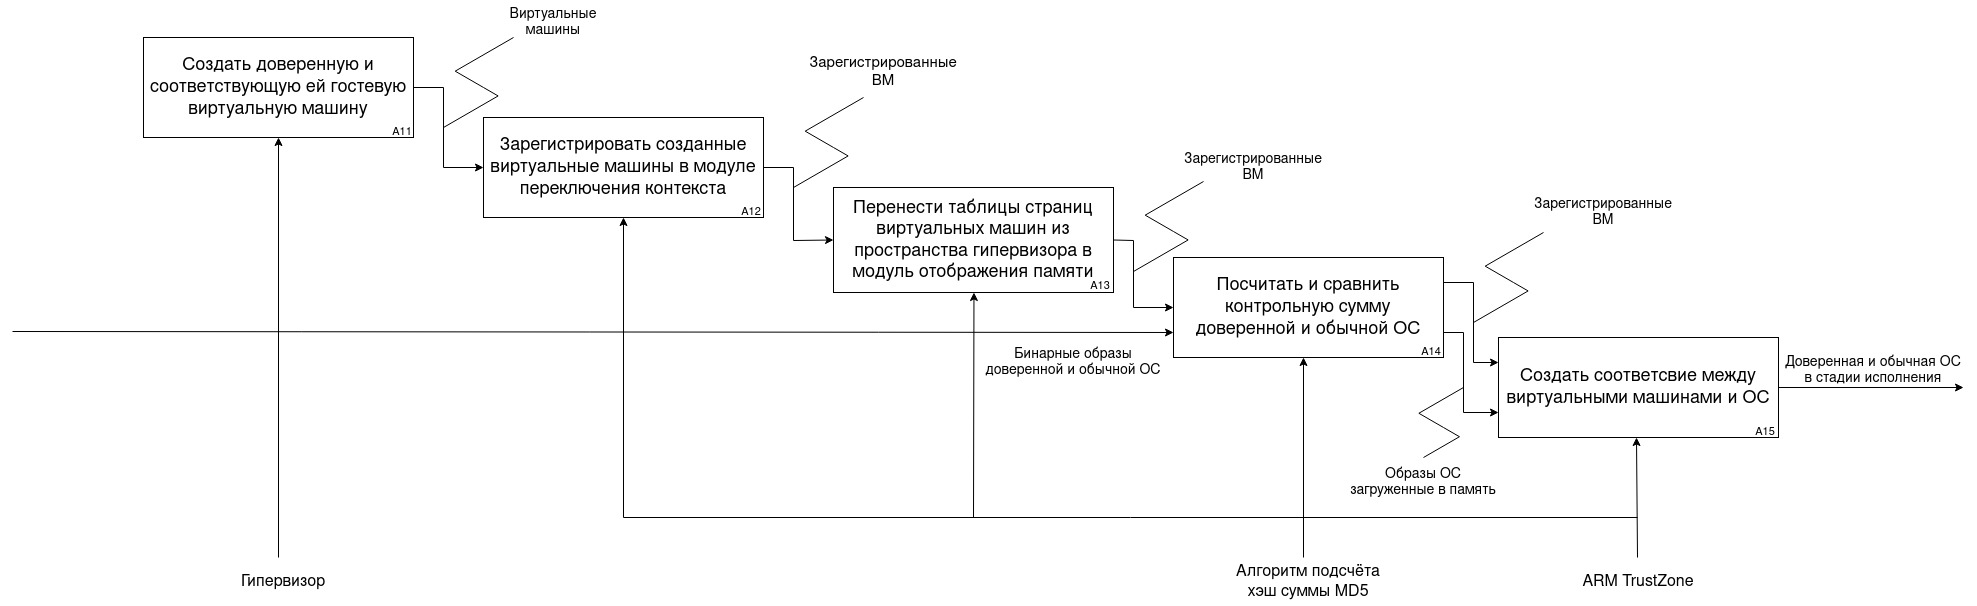 Виртуальные
машины
Создать доверенную и
соответствующую ей гостевую
виртуальную машину
A11
Зарегистрированные
ВМ
Зарегистрировать созданные
виртуальные машины в модуле
переключения контекста
A12
Зарегистрированные
ВМ
Перенести таблицы страниц
виртуальных машин из
пространства гипервизора в
модуль отображения памяти
A13
Зарегистрированные
ВМ
Посчитать и сравнить
контрольную сумму
доверенной и обычной ОС
A14
Бинарные образы
доверенной и обычной ОС
Создать соответсвие между
виртуальными машинами и ОС
A15
Доверенная и обычная ОС
в стадии исполнения
Образы ОС
загруженные в память
Гипервизор
Алгоритм подсчёта
хэш суммы MD5
ARM TrustZone